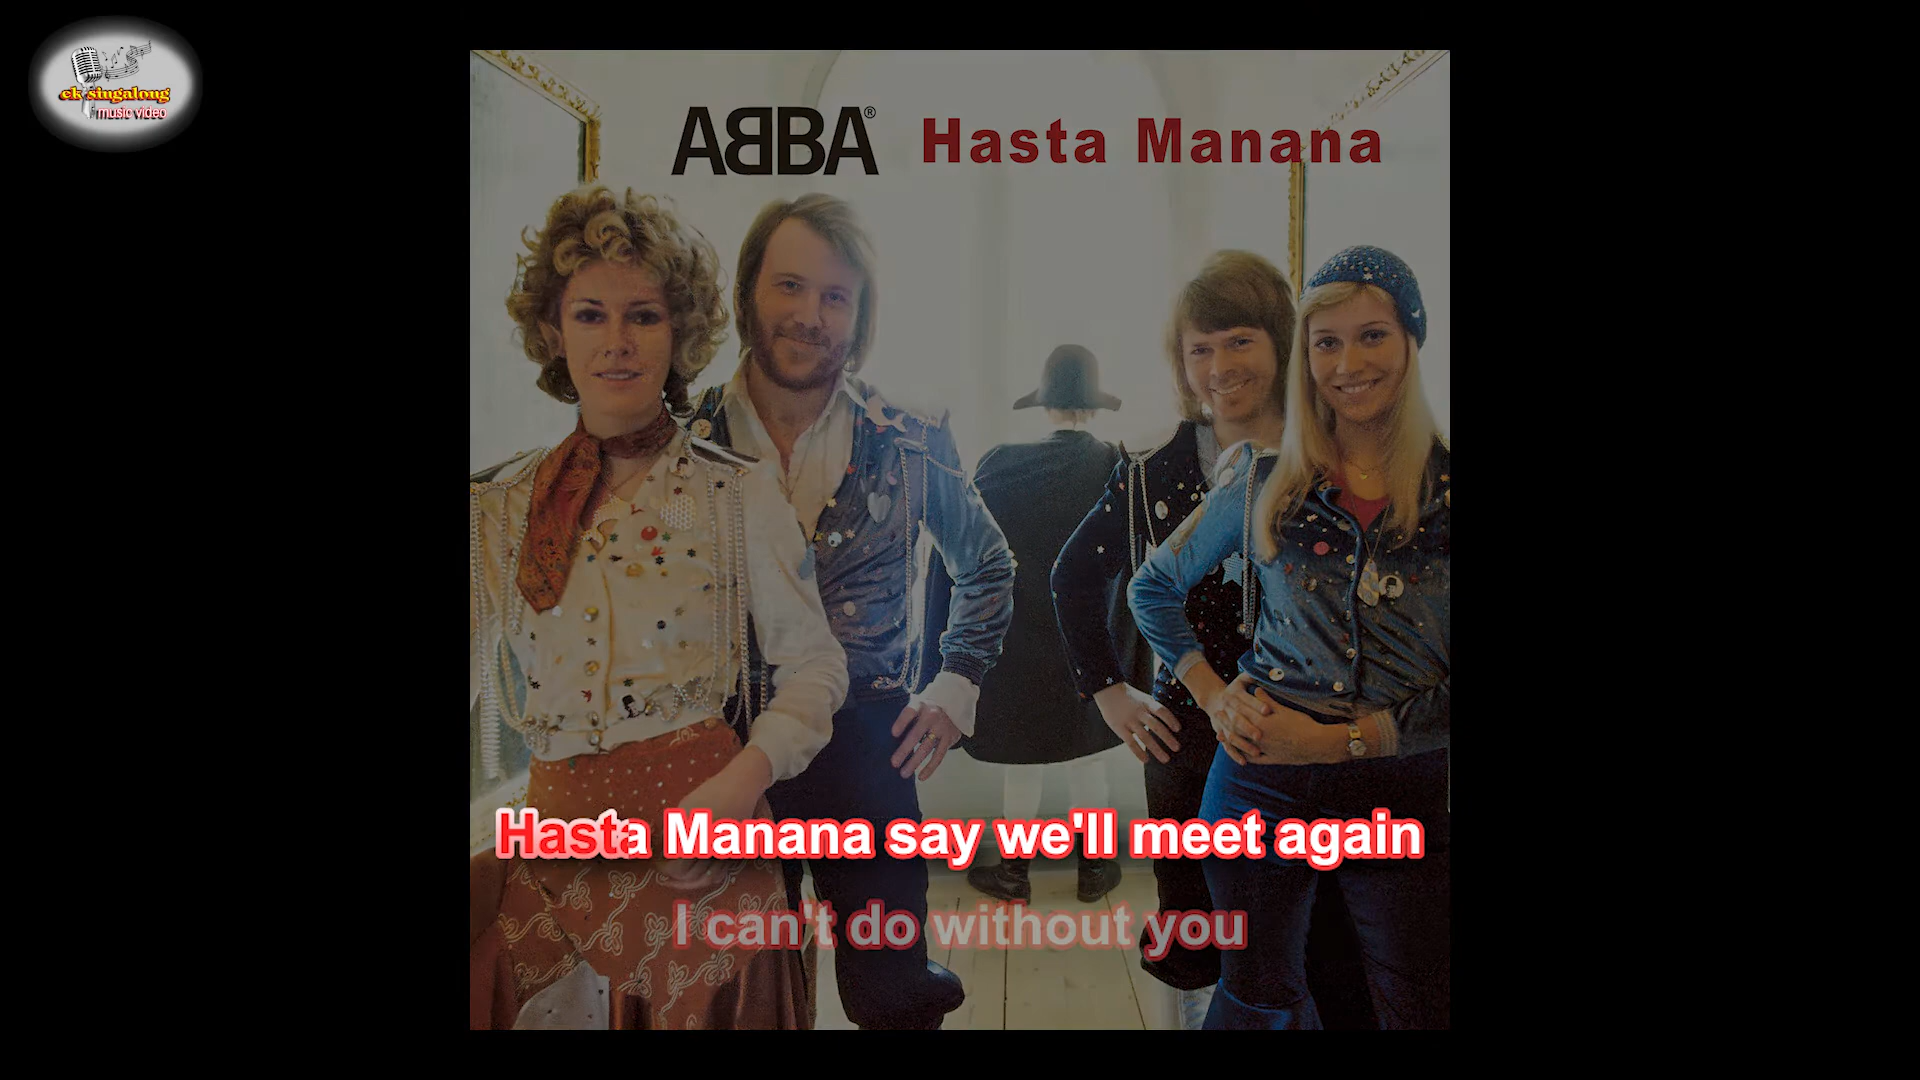 ek singalong
music video
ABBA® Hasta Manana
Hasta Manana say we'll meet again
I can't do without you